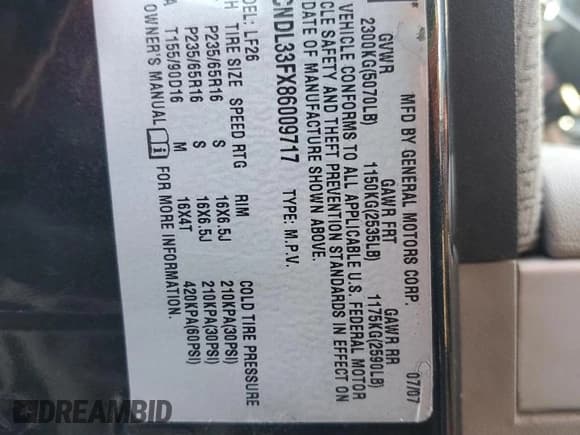 MFD BY GENERAL MOTORS CORP. 07/07
GVWR GAWR FRT GAWR RR
2300KG(5070LB) 1150KG(2535LB) 1175KG(2590LB)
VEHICLE CONFORMS TO ALL APPLICABLE U.S. FEDERAL MOTOR
CLE SAFETY AND THEFT PREVENTION STANDARDS IN EFFECT ON
DATE OF MANUFACTURE SHOWN ABOVE.
CNDL33FX86009717 TYPE: M.P.V.
DEL: LF26
TIRE SIZE SPEED RTG RIM COLD TIRE PRESSURE
P235/65R16 S 16X6.5J 210KPA(30PSI)
P235/65R16 S 16X6.5J 210KPA(30PSI)
T155/90D16 M 16X4T 420KPA(60PSI)
OWNER'S MANUAL FOR MORE INFORMATION.
DREAMBID